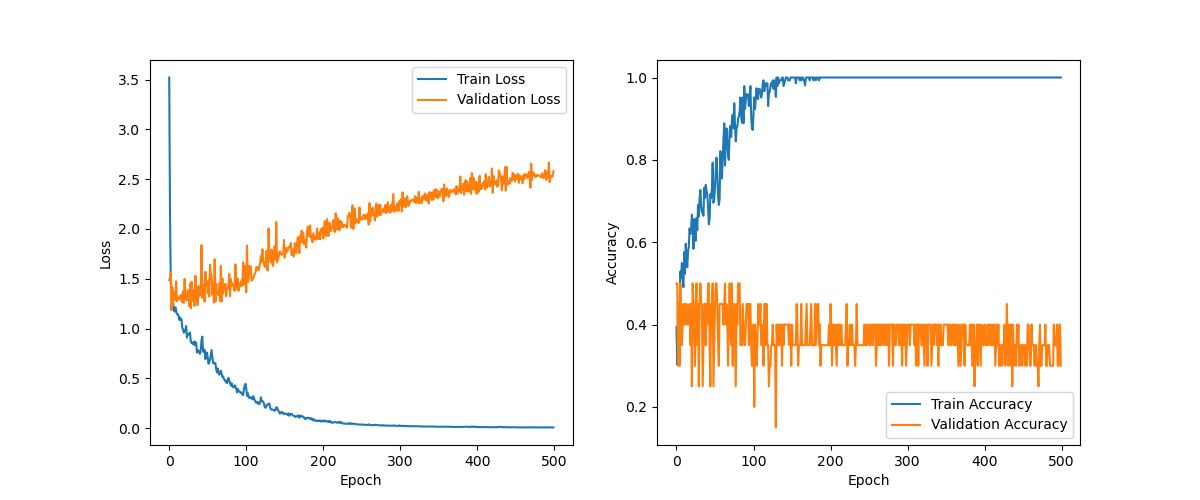 3.5
3.0
2.5
2.0
1.5
1.0
0.5
0.0
Loss
0 100 200 300 400 500
Epoch
Train Loss
Validation Loss
1.0
0.8
0.6
0.4
0.2
Accuracy
0 100 200 300 400 500
Epoch
Train Accuracy
Validation Accuracy